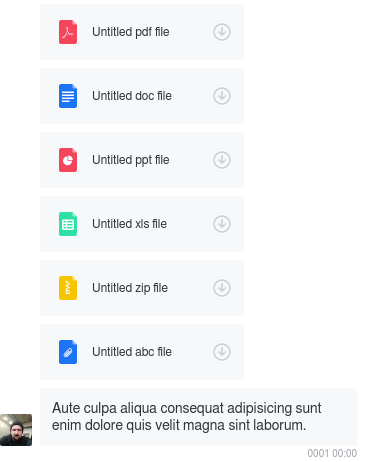 Untitled pdf file
Untitled doc file
Untitled ppt file
Untitled xls file
Untitled zip file
Untitled abc file
Aute culpa aliqua consequat adipisicing sunt
enim dolore quis velit magna sint laborum.
0001 00:00